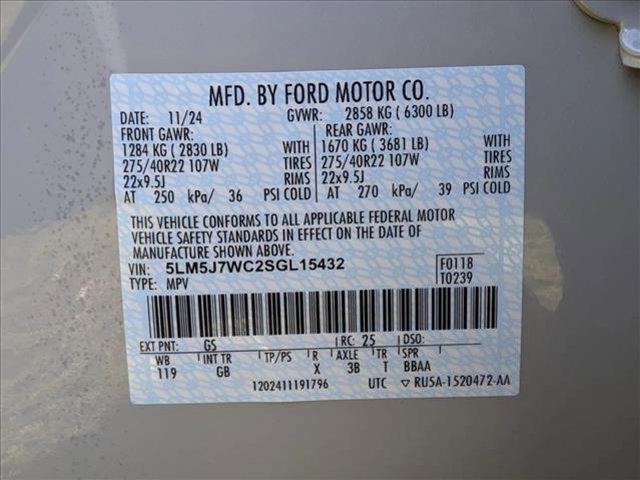 MFD. BY FORD MOTOR CO.
DATE: 11/24 GVWR: 2858 KG ( 6300 LB)
FRONT GAWR: REAR GAWR:
1284 KG ( 2830 LB) WITH 1670 KG ( 3681 LB) WITH
275/40R22 107W TIRES 275/40R22 107W TIRES
22x9.5J RIMS 22x9.5J RIMS
AT 250 kPa/ 36 PSI COLD AT 270 kPa/ 39 PSI COLD
THIS VEHICLE CONFORMS TO ALL APPLICABLE FEDERAL MOTOR
VEHICLE SAFETY STANDARDS IN EFFECT ON THE DATE OF
MANUFACTURE SHOWN ABOVE.
VIN: 5LM5J7WC2SGL15432 F0118
TYPE: MPV T0239
EXT PNT: GS RC: 25 DSO:
WB INT TR TP/PS R AXLE TR SPR
119 GB X 3B T BBAA
1202411191796 UTC RU5A-1520472-AA